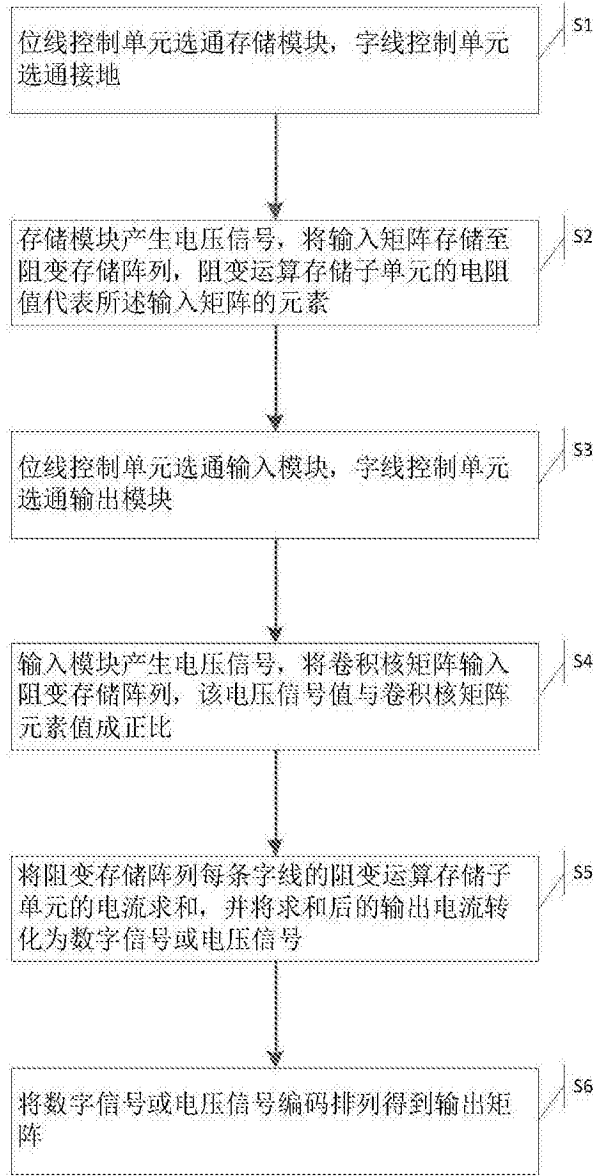 位线控制单元选通存储模块，字线控制单元
选通接地
S1
存储模块产生电压信号，将输入矩阵存储至
阻变存储阵列，阻变运算存储子单元的电阻
值代表所述输入矩阵的元素
S2
位线控制单元选通输入模块，字线控制单元
选通输出模块
S3
输入模块产生电压信号，将卷积核矩阵输入
阻变存储阵列，该电压信号值与卷积核矩阵
元素值成正比
S4
将阻变存储阵列每条字线的阻变运算存储子
单元的电流求和，并将求和后的输出电流转
化为数字信号或电压信号
S5
将数字信号或电压信号编码排列得到输出矩
阵
S6